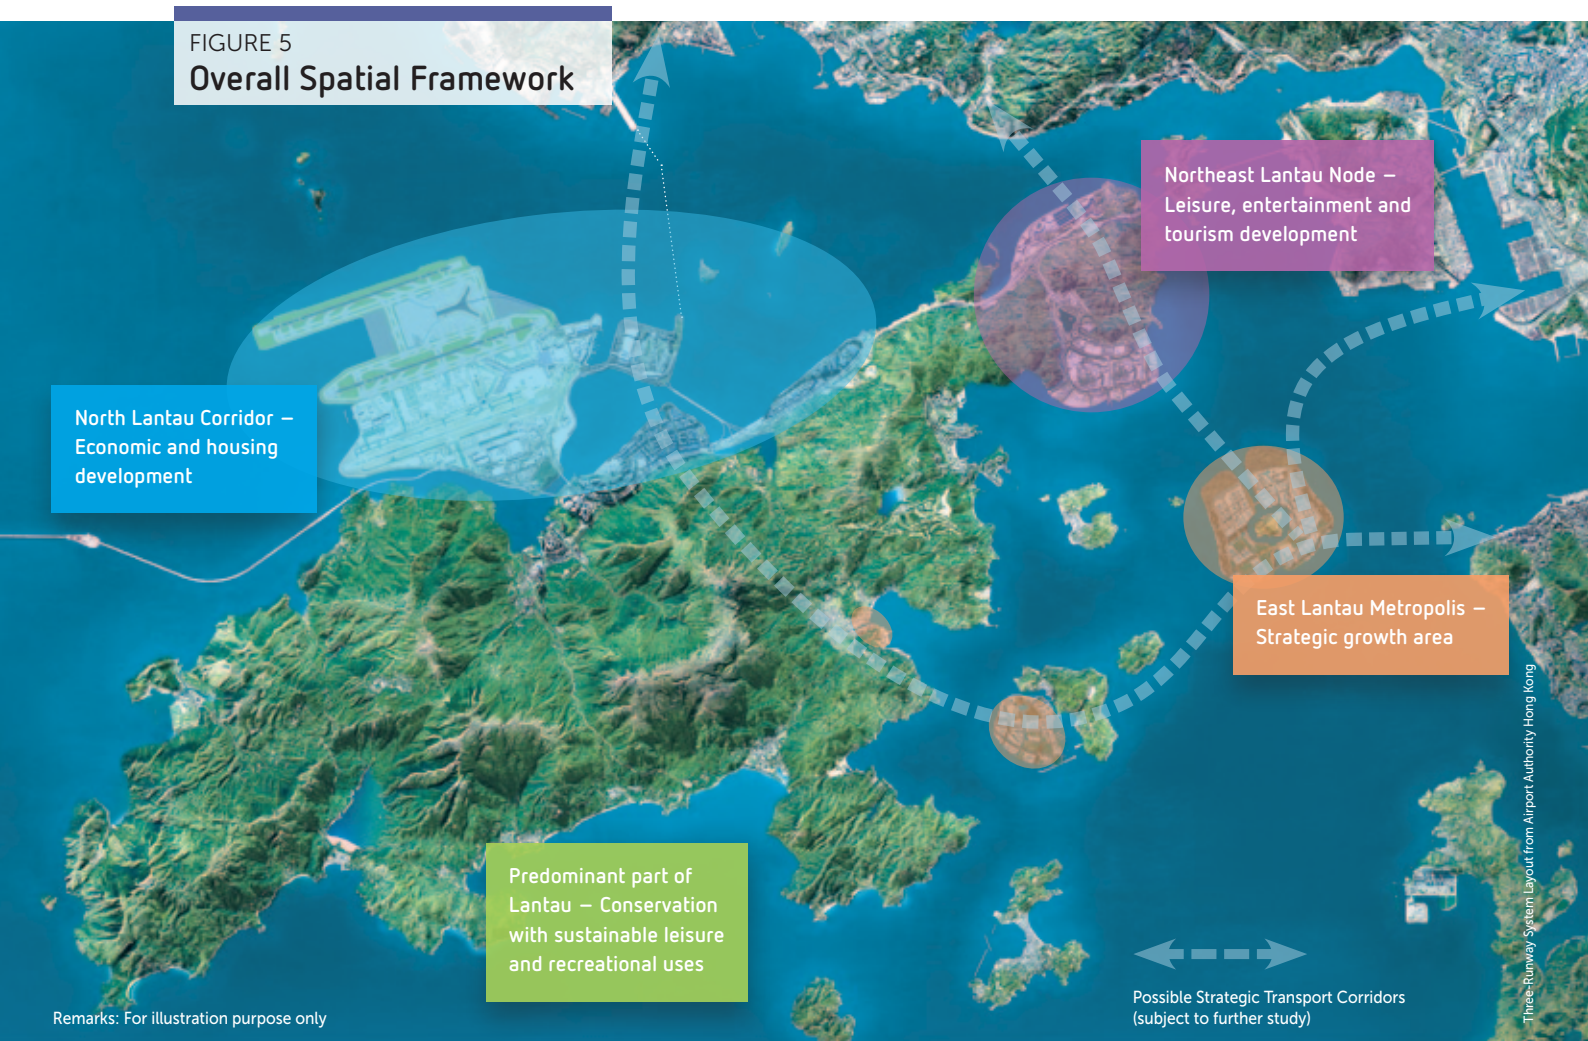 FIGURE 5
Overall Spatial Framework
Northeast Lantau Node –
Leisure, entertainment and
tourism development
North Lantau Corridor –
Economic and housing
development
East Lantau Metropolis –
Strategic growth area
Predominant part of
Lantau – Conservation
with sustainable leisure
and recreational uses
Possible Strategic Transport Corridors
(subject to further study)
Remarks: For illustration purpose only
Three-Runway System Layout from Airport Authority Hong Kong